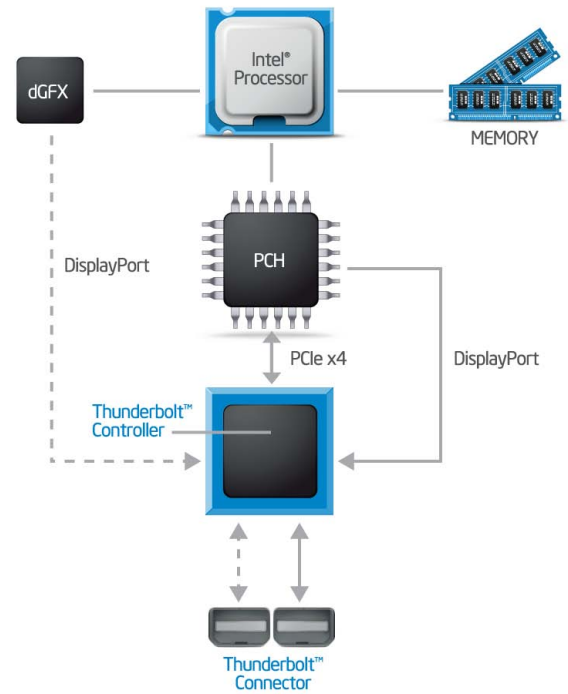 Intel®
Processor
dGFX
MEMORY
PCH
DisplayPort
PCIe x4
DisplayPort
Thunderbolt™
Controller
Thunderbolt™
Connector